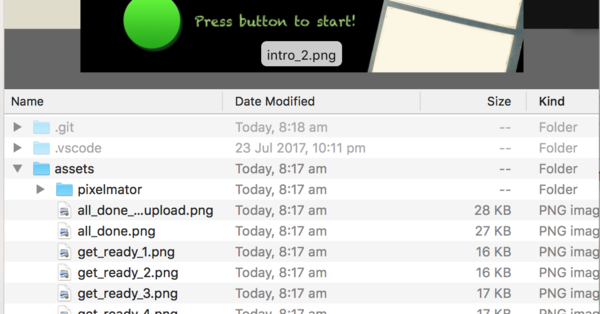 Press button to start!
intro_2.png
Name Date Modified Size Kind
.git Today, 8:18 am -- Folder
.vscode 23 Jul 2017, 10:11 pm -- Folder
assets Today, 8:17 am -- Folder
pixelmator Today, 8:17 am -- Folder
all_done_...upload.png Today, 8:17 am 28 KB PNG imag
all_done.png Today, 8:17 am 27 KB PNG imag
get_ready_1.png Today, 8:17 am 16 KB PNG imag
get_ready_2.png Today, 8:17 am 16 KB PNG imag
get_ready_3.png Today, 8:17 am 17 KB PNG imag
get_ready_4.png Today, 8:17 am 17 KB PNG imag